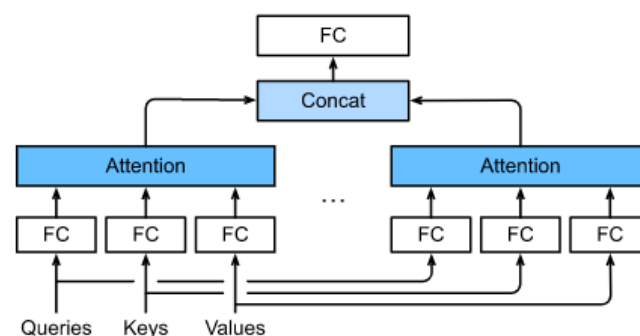 FC
Concat
Attention Attention
...
FC FC FC FC FC FC
Queries Keys Values